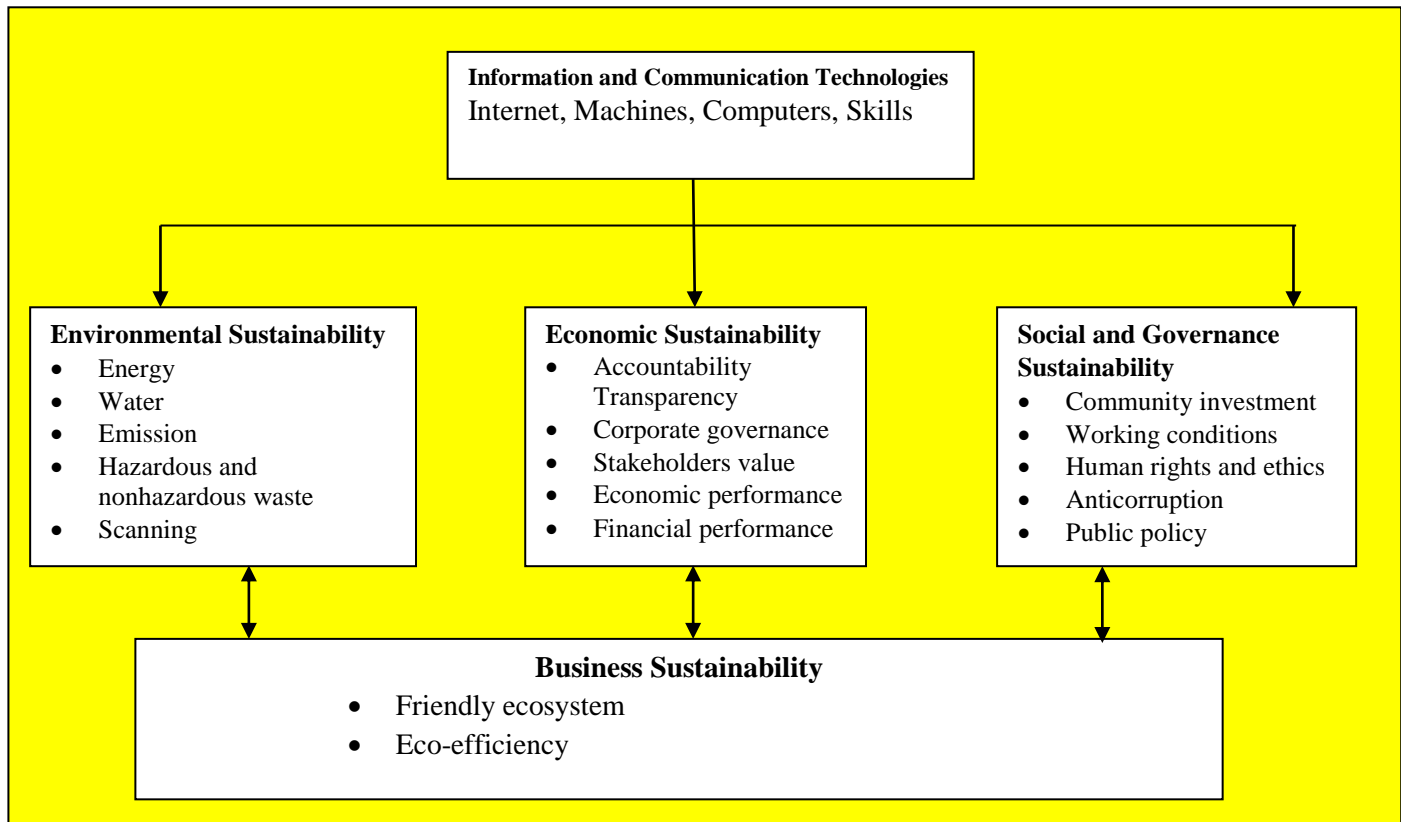 Information and Communication Technologies
Internet, Machines, Computers, Skills
Environmental Sustainability
• Energy
• Water
• Emission
• Hazardous and
nonhazardous waste
• Scanning
Economic Sustainability
• Accountability
Transparency
• Corporate governance
• Stakeholders value
• Economic performance
• Financial performance
Social and Governance
Sustainability
• Community investment
• Working conditions
• Human rights and ethics
• Anticorruption
• Public policy
Business Sustainability
• Friendly ecosystem
• Eco-efficiency